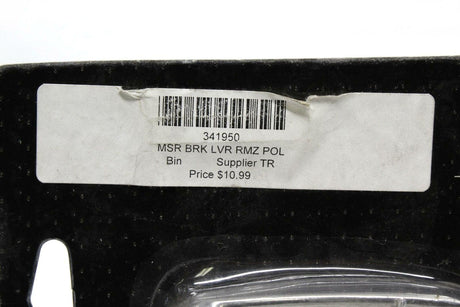 341950
MSR BRK LVR RMZ POL
Bin Supplier TR
Price $10.99